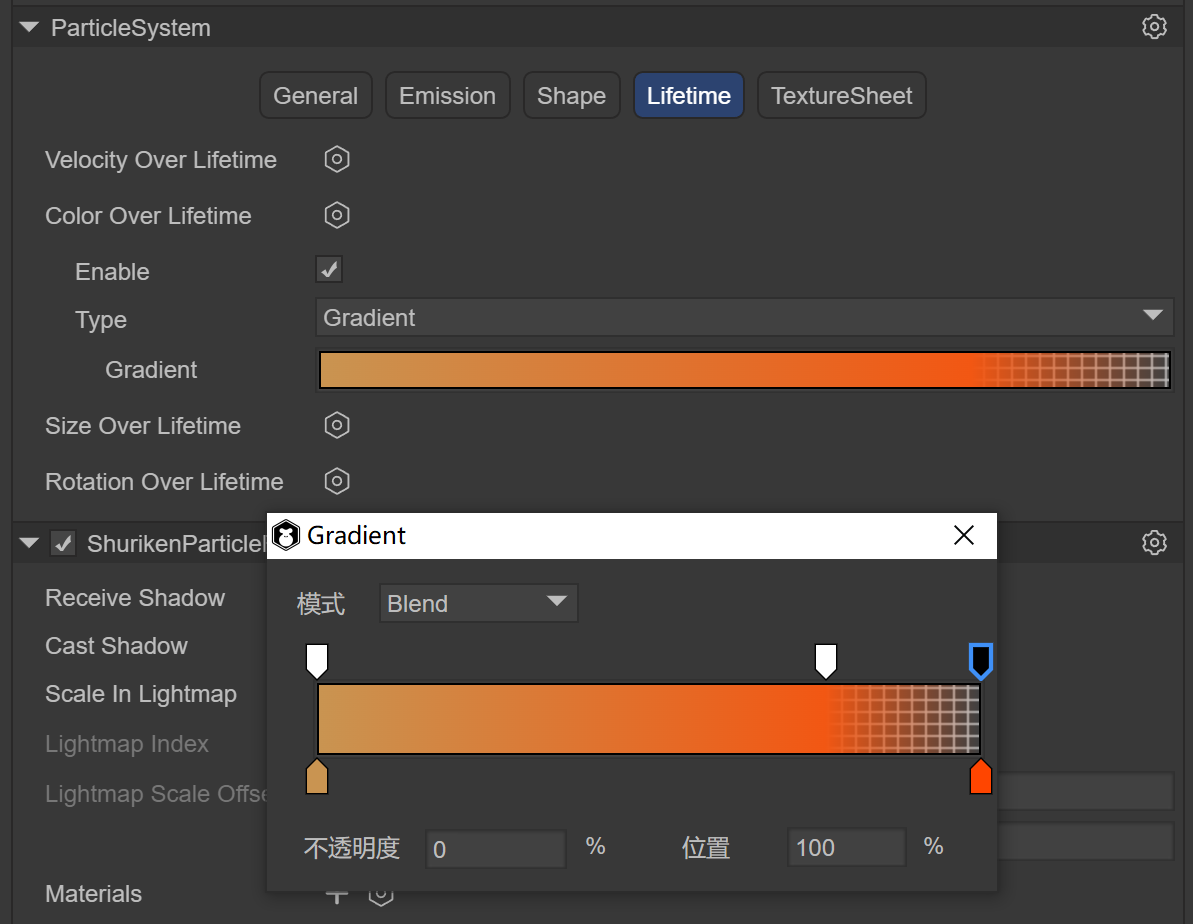 ParticleSystem
General Emission Shape Lifetime TextureSheet
Velocity Over Lifetime
Color Over Lifetime
Enable
Type Gradient
Gradient
Size Over Lifetime
Rotation Over Lifetime
Gradient
ShurikenParticle
Receive Shadow
模式 Blend
Cast Shadow
Scale In Lightmap
Lightmap Index
Lightmap Scale Offse
不透明度 0 % 位置 100 %
Materials